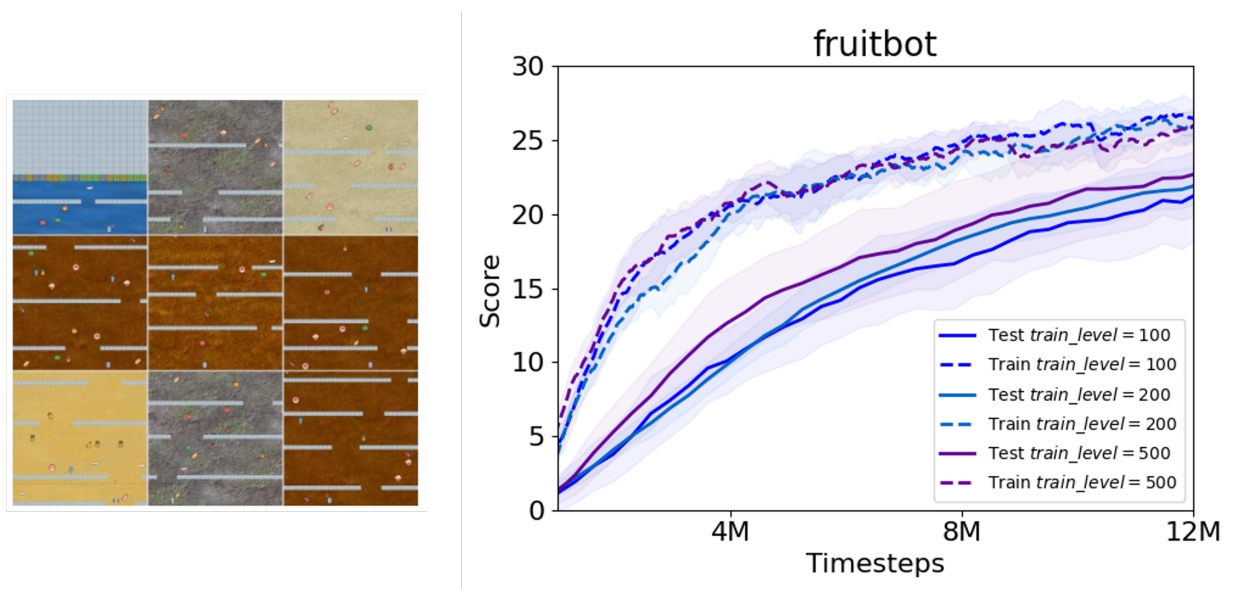 fruitbot
30
25
20
15
10
5
0
Score
4M
8M
12M
Timesteps
Test train_level = 100
Train train_level = 100
Test train_level = 200
Train train_level = 200
Test train_level = 500
Train train_level = 500